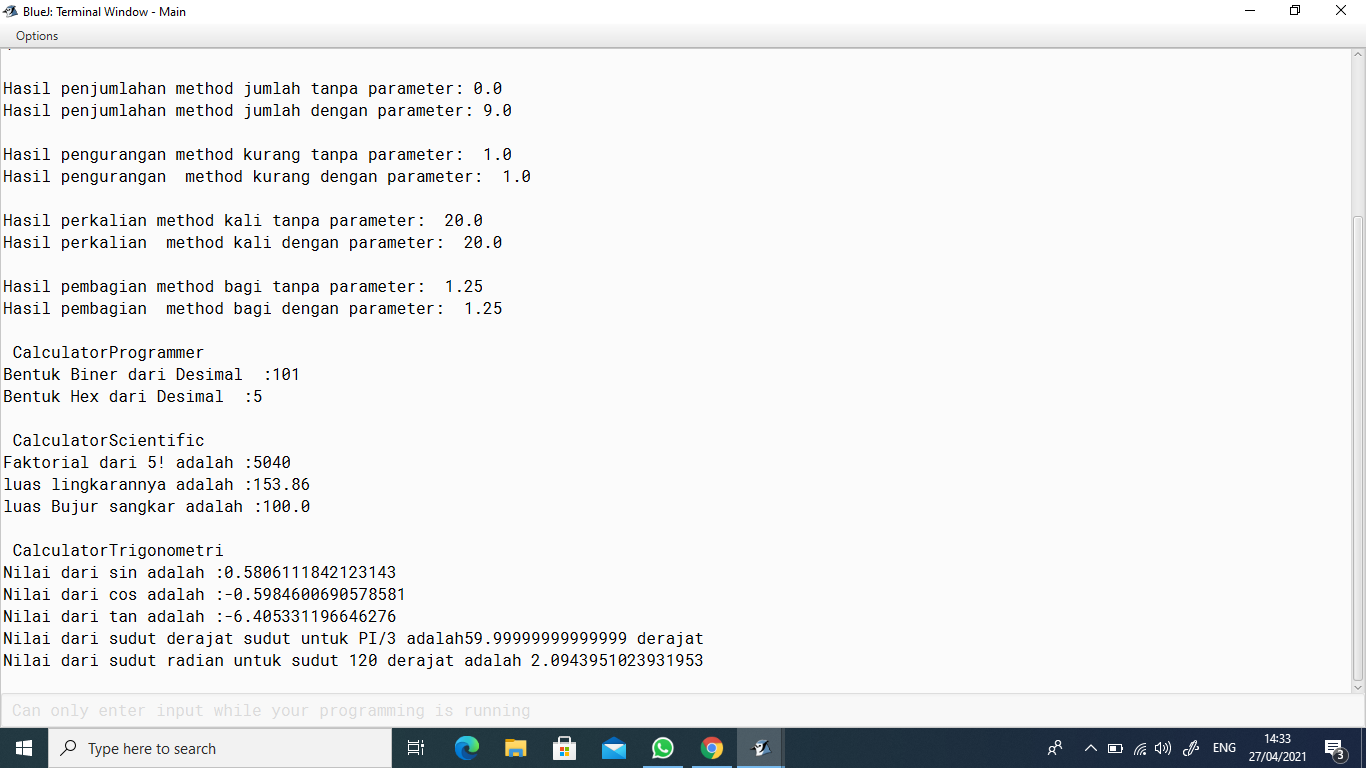 BlueJ: Terminal Window - Main
Options
Hasil penjumlahan method jumlah tanpa parameter: 0.0
Hasil penjumlahan method jumlah dengan parameter: 9.0
Hasil pengurangan method kurang tanpa parameter:  1.0
Hasil pengurangan  method kurang dengan parameter:  1.0
Hasil perkalian method kali tanpa parameter:  20.0
Hasil perkalian  method kali dengan parameter:  20.0
Hasil pembagian method bagi tanpa parameter:  1.25
Hasil pembagian  method bagi dengan parameter:  1.25
CalculatorProgrammer
Bentuk Biner dari Desimal  :101
Bentuk Hex dari Desimal  :5
CalculatorScientific
Faktorial dari 5! adalah :5040
luas lingkarannya adalah :153.86
luas Bujur sangkar adalah :100.0
CalculatorTrigonometri
Nilai dari sin adalah :0.5806111842123143
Nilai dari cos adalah :-0.5984600690578581
Nilai dari tan adalah :-6.405331196646276
Nilai dari sudut derajat sudut untuk PI/3 adalah59.99999999999999 derajat
Nilai dari sudut radian untuk sudut 120 derajat adalah 2.0943951023931953
Can only enter input while your programming is running
Type here to search
ENG
14:33
27/04/2021
3